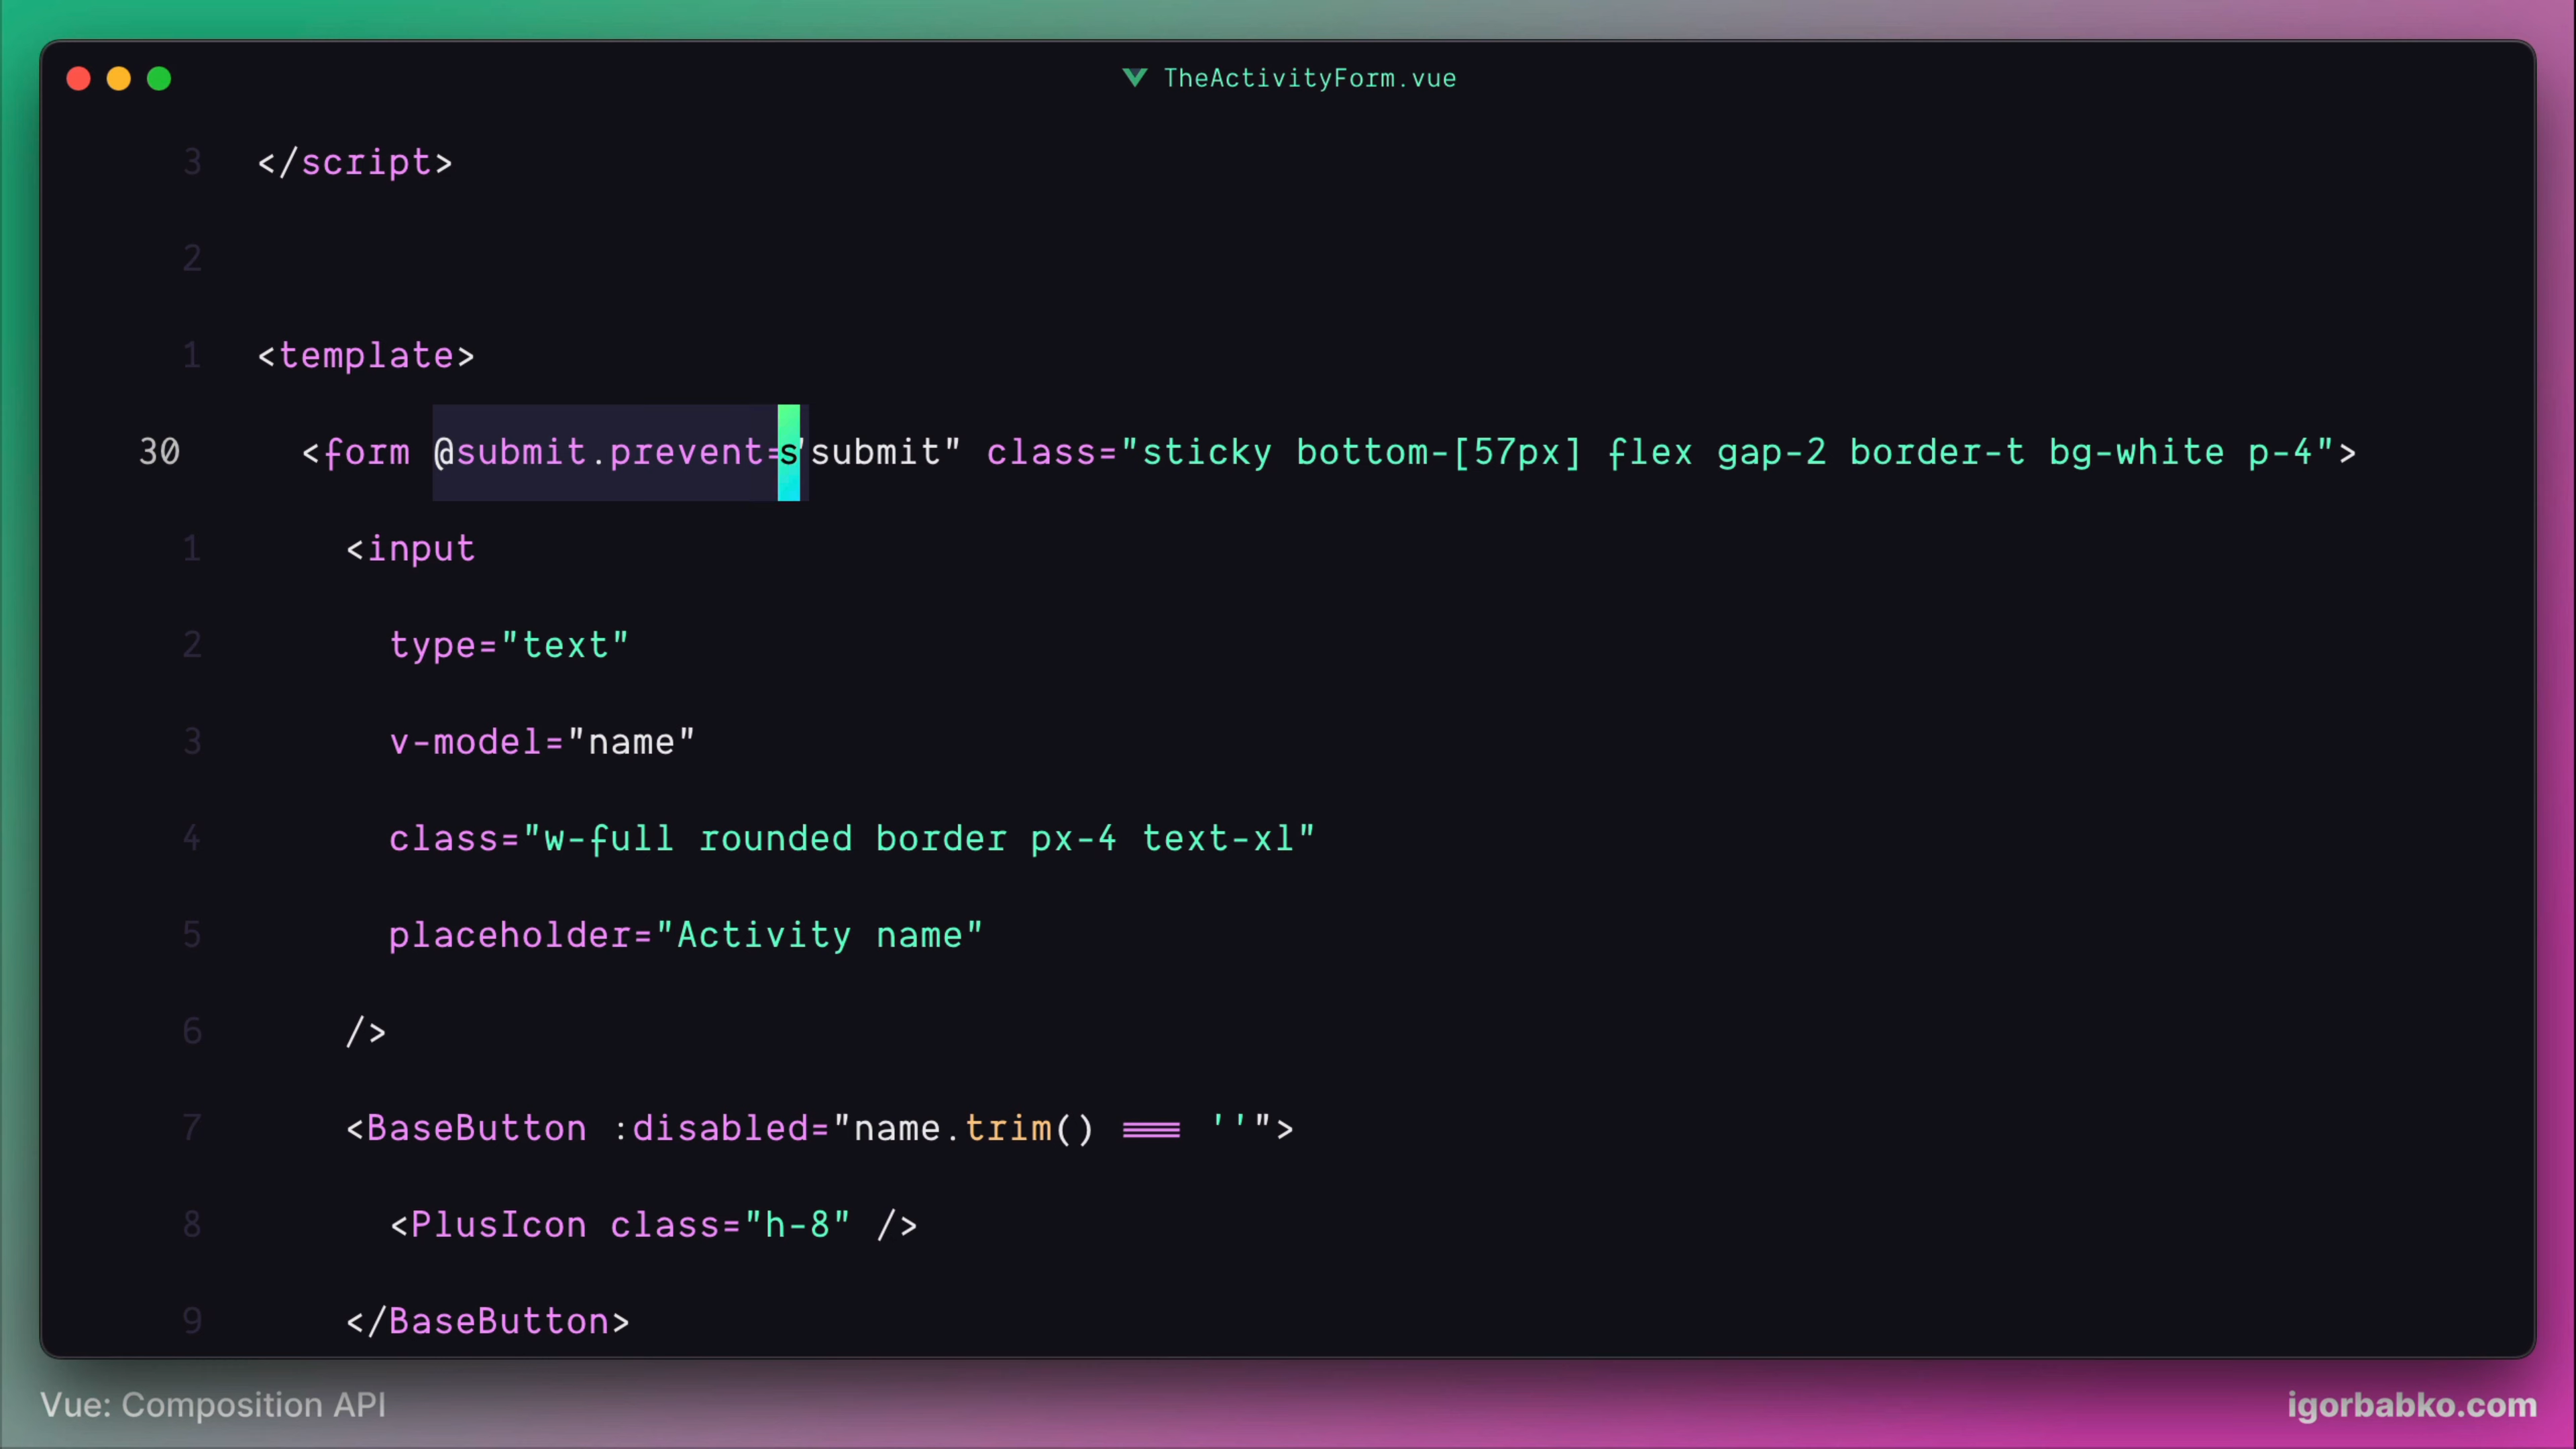 TheActivityForm.vue
3 </script>
2
1 <template>
30 <form @submit.prevent="submit" class="sticky bottom-[57px] flex gap-2 border-t bg-white p-4">
1 <input
2 type="text"
3 v-model="name"
4 class="w-full rounded border px-4 text-xl"
5 placeholder="Activity name"
6 />
7 <BaseButton :disabled="name.trim() === ''">
8 <PlusIcon class="h-8" />
9 </BaseButton>
Vue: Composition API
igorbabko.com